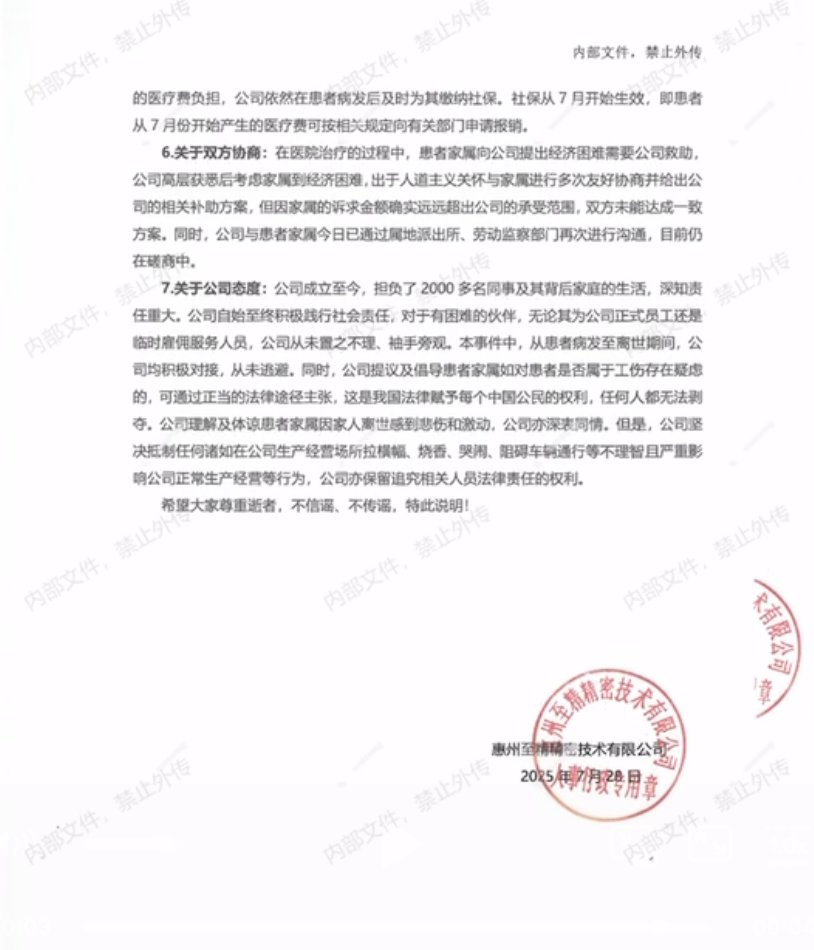 内部文件，禁止外传
的医疗费负担，公司依然在患者病发后及时为其缴纳社保。社保从 7 月开始生效，即患者
从 7 月份开始产生的医疗费可按相关规定向有关部门申请报销。
6.关于双方协商：在医院治疗的过程中，患者家属向公司提出经济困难需要公司救助，
公司高层获悉后考虑家属到经济困难，出于人道主义关怀与家属进行多次友好协商并给出公
司的相关补助方案，但因家属的诉求金额确实远远超出公司的承受范围，双方未能达成一致
方案。同时，公司与患者家属今日已通过属地派出所、劳动监察部门再次进行沟通，目前仍
在磋商中。
7.关于公司态度：公司成立至今，担负了 2000 多名同事及其背后家庭的生活，深知责
任重大。公司自始至终积极践行社会责任，对于有困难的伙伴，无论其为公司正式员工还是
临时雇佣服务人员，公司从未置之不理、袖手旁观。本事件中，从患者病发至离世期间，公
司均积极对接，从未逃避。同时，公司提议及倡导患者家属如对患者是否属于工伤存在疑虑
的，可通过正当的法律途径主张，这是我国法律赋予每个中国公民的权利，任何人都无法剥
夺。公司理解及体谅患者家属因家人离世感到悲伤和激动，公司亦深表同情。但是，公司坚
决抵制任何诸如在公司生产经营场所拉横幅、烧香、哭闹、阻碍车辆通行等不理智且严重影
响公司正常生产经营等行为，公司亦保留追究相关人员法律责任的权利。
希望大家尊重逝者，不信谣、不传谣，特此说明！
术有限公司
章
惠州至精精密技术有限公司
人事行政专用章
惠州至精精密技术有限公司
2025 年 7 月 28 日
内部文件，禁止外传
内部文件，禁止外传
内部文件，禁止外传
内部文件，禁止外传
内部文件，禁止外传
内部文件，禁止外传
内部文件，禁止外传
内部文件，禁止外传
内部文件，禁止外传
内部文件，禁止外传
内部文件，禁止外传
内部文件，禁止外传